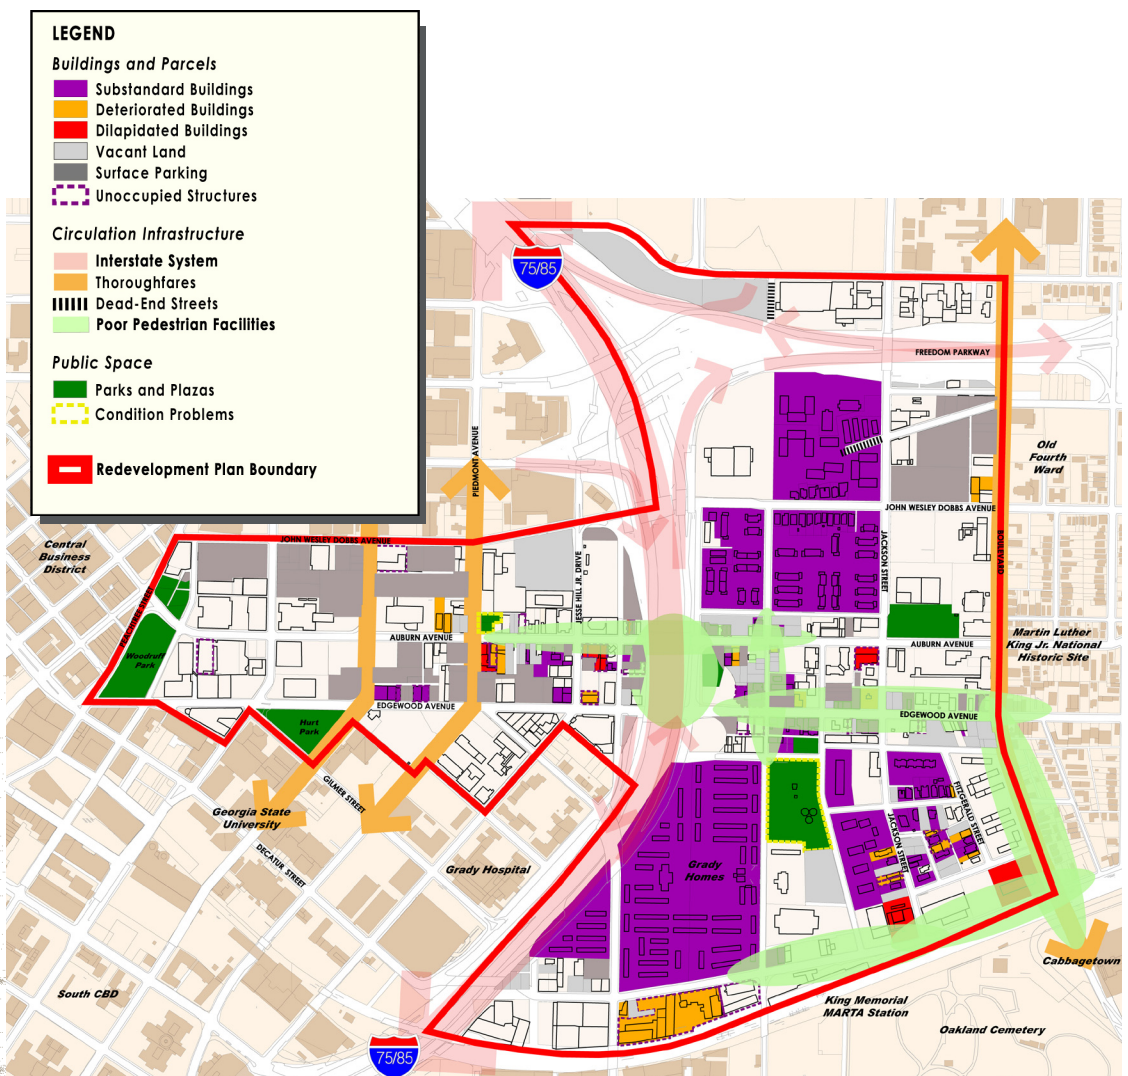 LEGEND
Buildings and Parcels
Substandard Buildings
Deteriorated Buildings
Dilapidated Buildings
Vacant Land
Surface Parking
Unoccupied Structures
Circulation Infrastructure
Interstate System
Thoroughfares
Dead-End Streets
Poor Pedestrian Facilities
Public Space
Parks and Plazas
Condition Problems
Redevelopment Plan Boundary
75/85
FREEDOM PARKWAY
PIEDMONT AVENUE
Old
Fourth
Ward
JOHN WESLEY DOBBS AVENUE
BOULEVARD
JACKSON STREET
Central
Business
District
JOHN WESLEY DOBBS AVENUE
JESSE HILL JR. DRIVE
PEACHTREE STREET
AUBURN AVENUE
AUBURN AVENUE
Martin Luther
King Jr. National
Historic Site
Woodruff
Park
EDGEWOOD AVENUE
EDGEWOOD AVENUE
Hurt
Park
GILMER STREET
Georgia State
University
DECATUR STREET
Grady Hospital
Grady
Homes
FITZGERALD STREET
JACKSON STREET
Cabbagetown
South CBD
King Memorial
MARTA Station
Oakland Cemetery
75/85